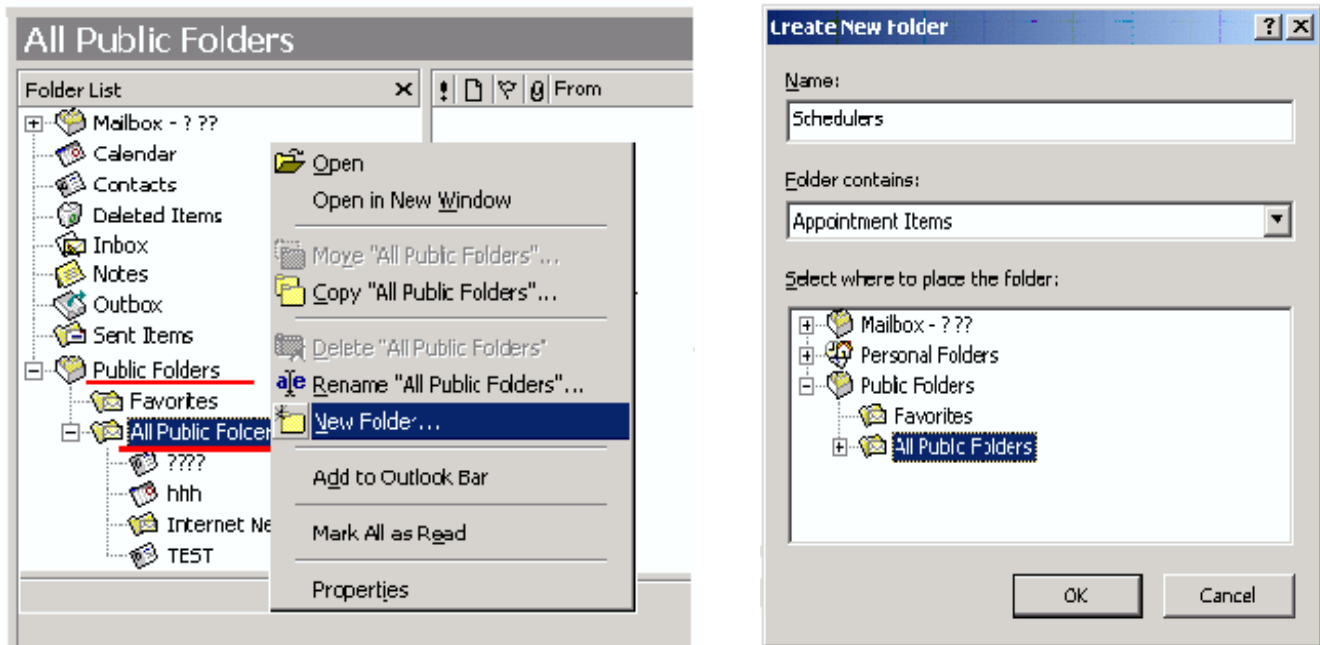 All Public Folders
Folder List
From
Mailbox - ? ??
Calendar
Contacts
Deleted Items
Inbox
Notes
Outbox
Sent Items
Public Folders
Favorites
All Public Folder
????
hhh
Internet Ne
TEST
Open
Open in New Window
Move "All Public Folders"...
Copy "All Public Folders"...
Delete "All Public Folders"
Rename "All Public Folders"...
New Folder...
Add to Outlook Bar
Mark All as Read
Properties
Create New Folder
Name:
Schedulers
Folder contains:
Appointment Items
Select where to place the folder:
Mailbox - ? ??
Personal Folders
Public Folders
Favorites
All Public Folders
OK Cancel